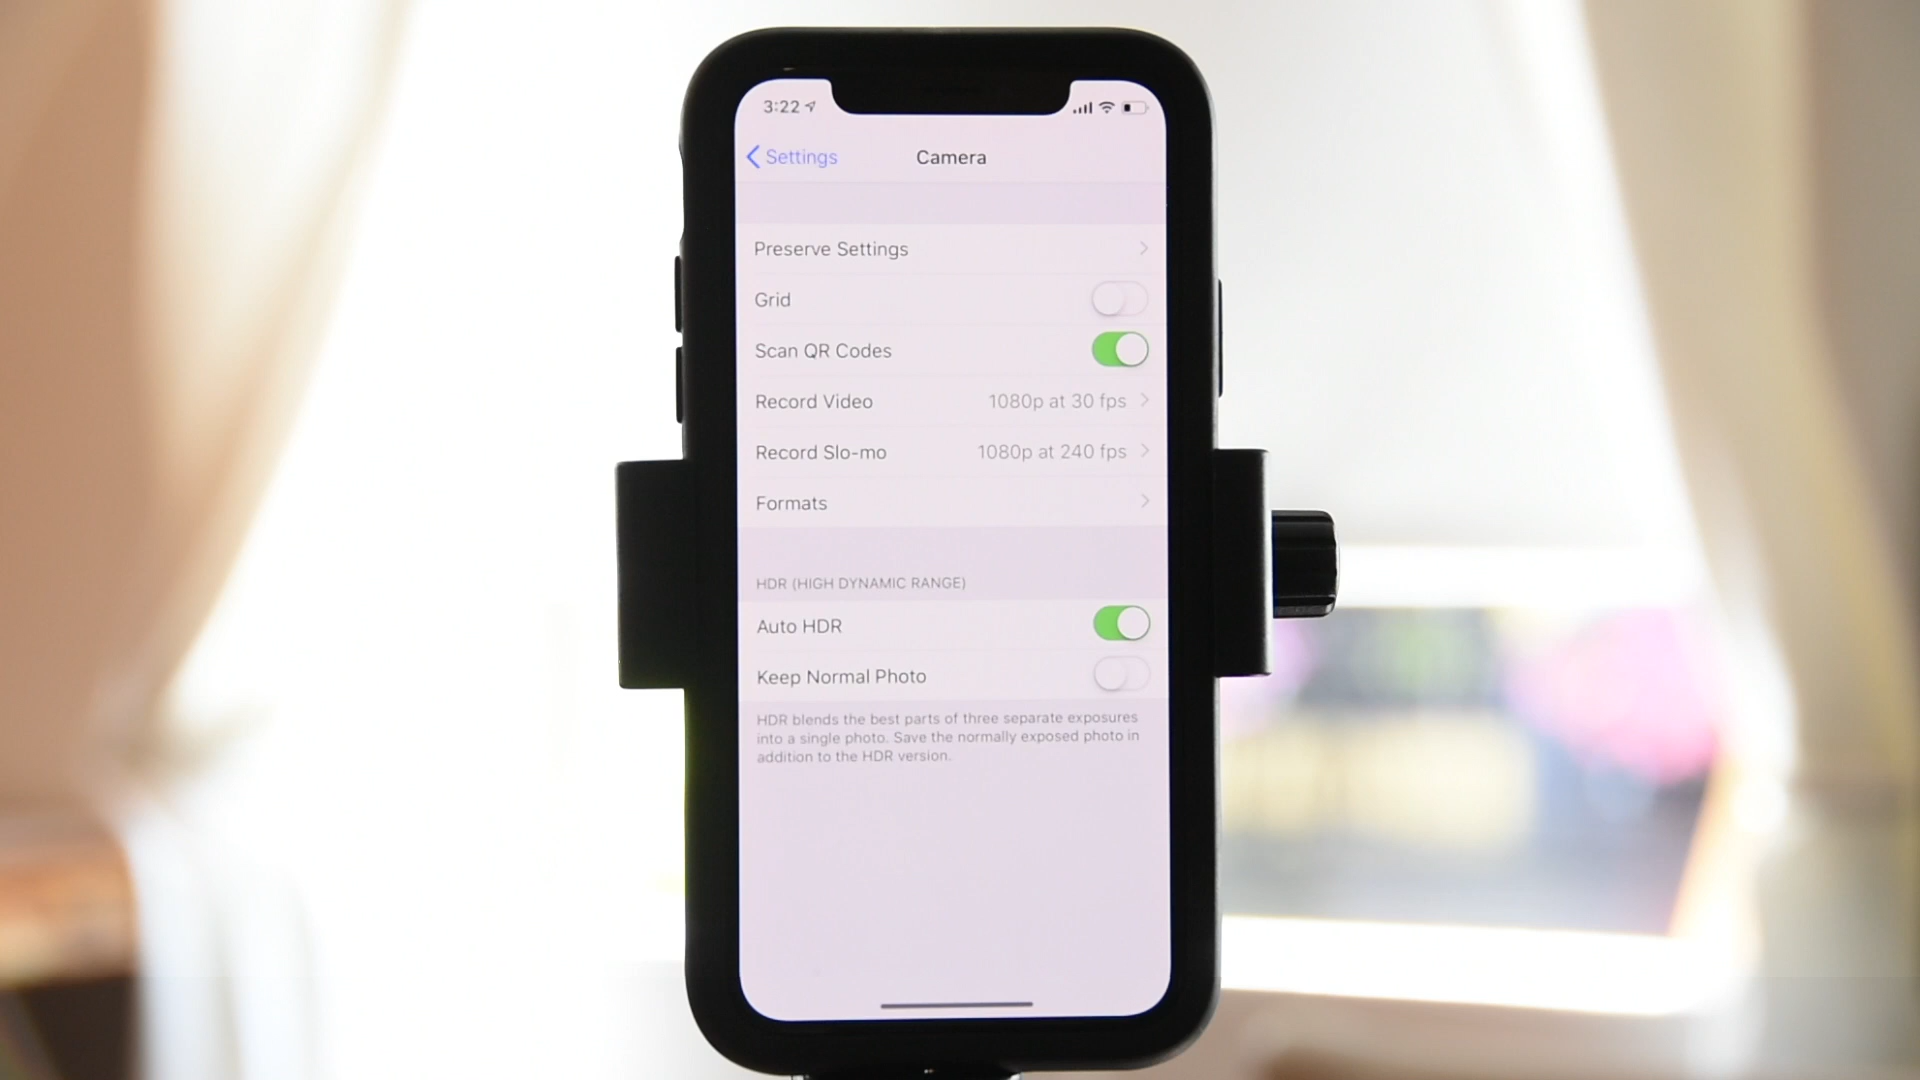 3:22
Settings
Camera
Preserve Settings
Grid
Scan QR Codes
Record Video 1080p at 30 fps
Record Slo-mo 1080p at 240 fps
Formats
HDR (HIGH DYNAMIC RANGE)
Auto HDR
Keep Normal Photo
HDR blends the best parts of three separate exposures
into a single photo. Save the normally exposed photo in
addition to the HDR version.